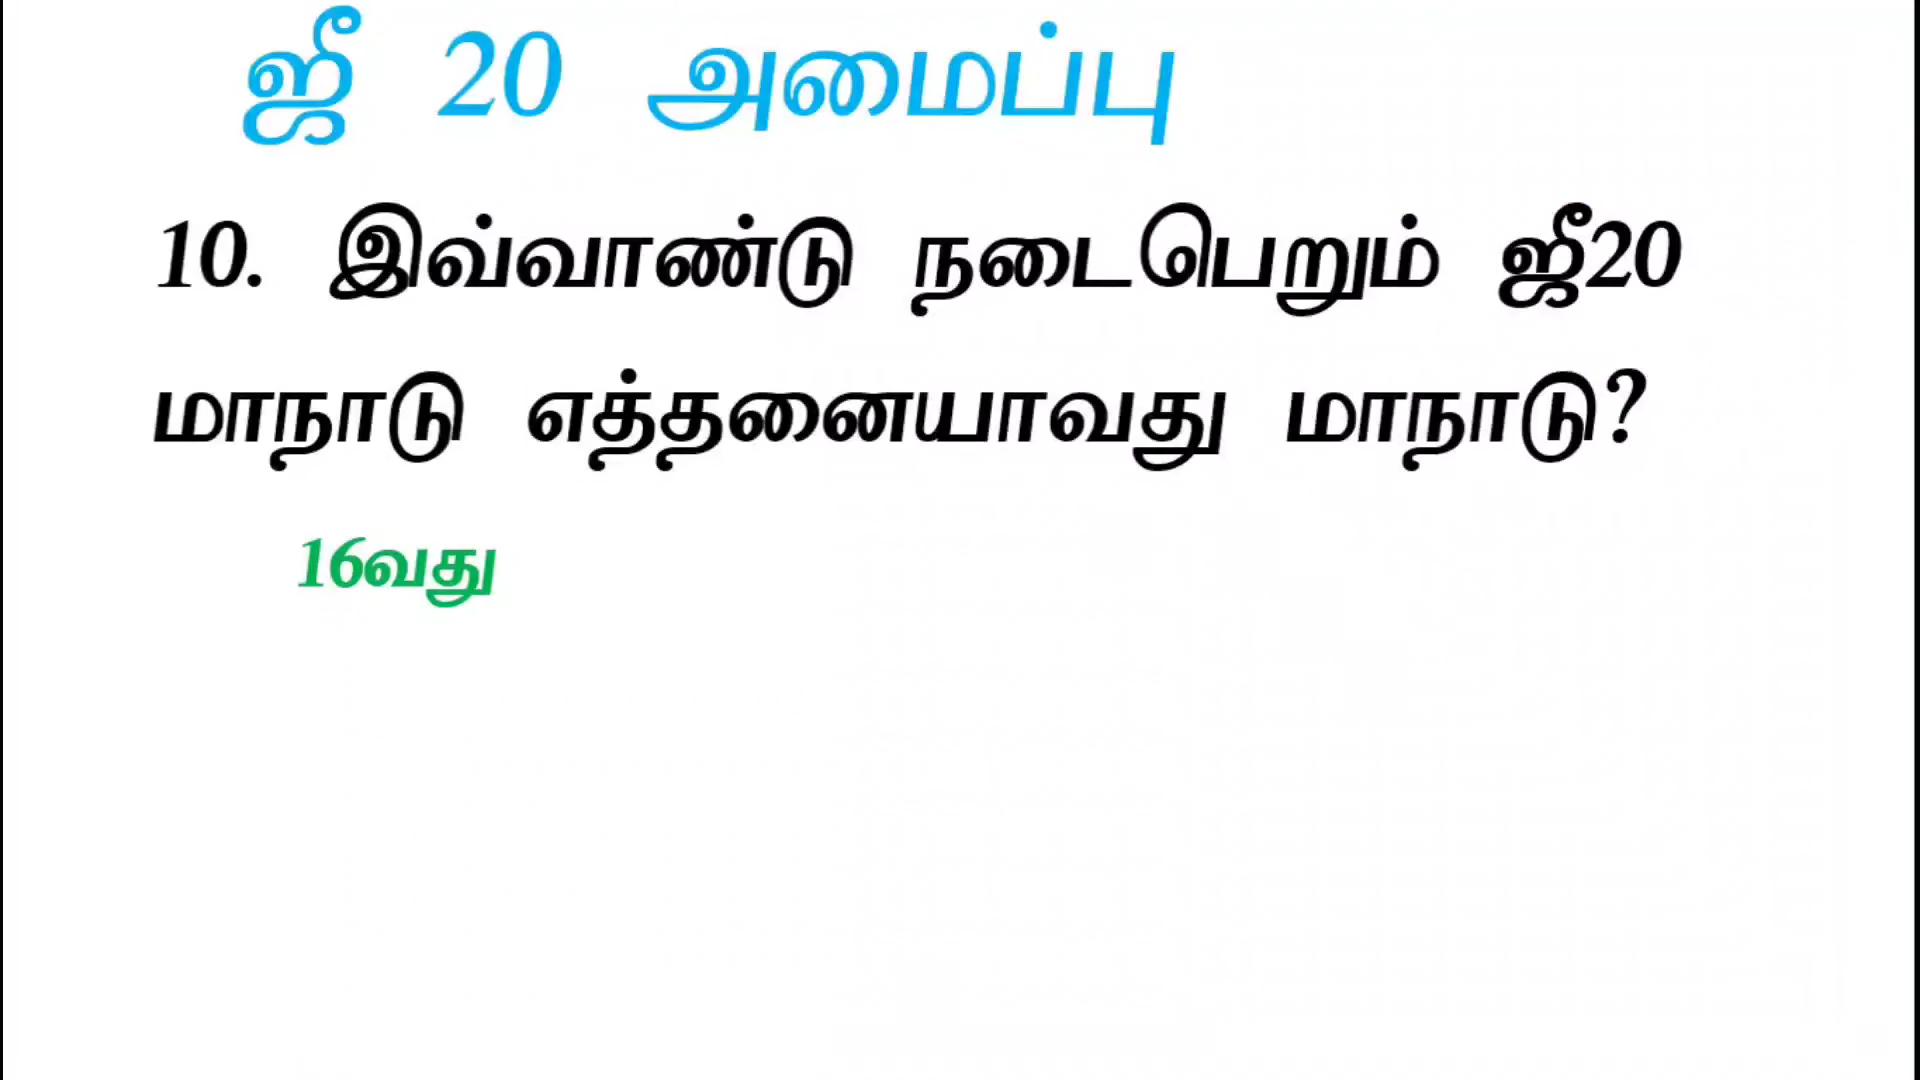 ஜீ 20 அமைப்பு
10. இவ்வாண்டு நடைபெறும் ஜீ20
மாநாடு எத்தனையாவது மாநாடு?
16வது